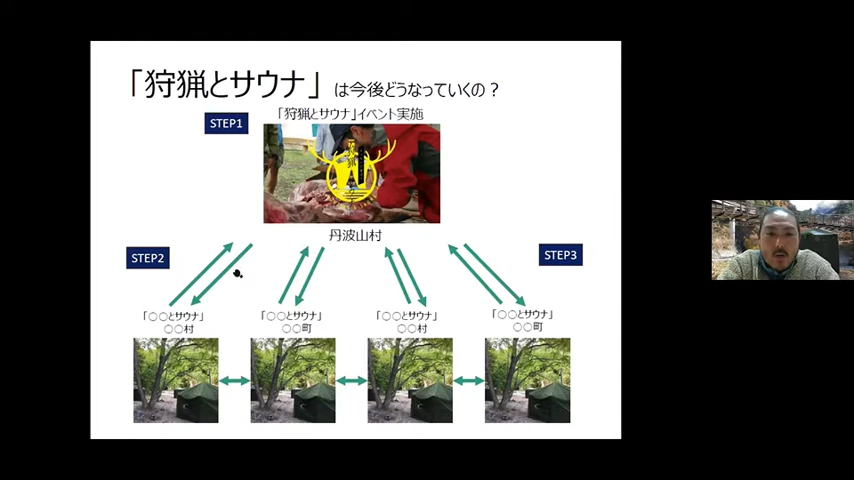 「狩猟とサウナ」は今後どうなっていくの？
STEP1
「狩猟とサウナ」イベント実施
丹波山村
STEP2
STEP3
「○○とサウナ」
○○村
「○○とサウナ」
○○町
「○○とサウナ」
○○村
「○○とサウナ」
○○町